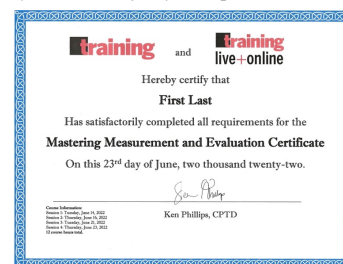 training and training
live+online
Hereby certify that
First Last
Has satisfactorily completed all requirements for the
Mastering Measurement and Evaluation Certificate
On this 23rd day of June, two thousand twenty-two.
Ken Phillips, CPTD
Course Information:
Session 1: Tuesday, June 14, 2022
Session 2: Thursday, June 16, 2022
Session 3: Tuesday, June 21, 2022
Session 4: Thursday, June 23, 2022
12 course hours total.